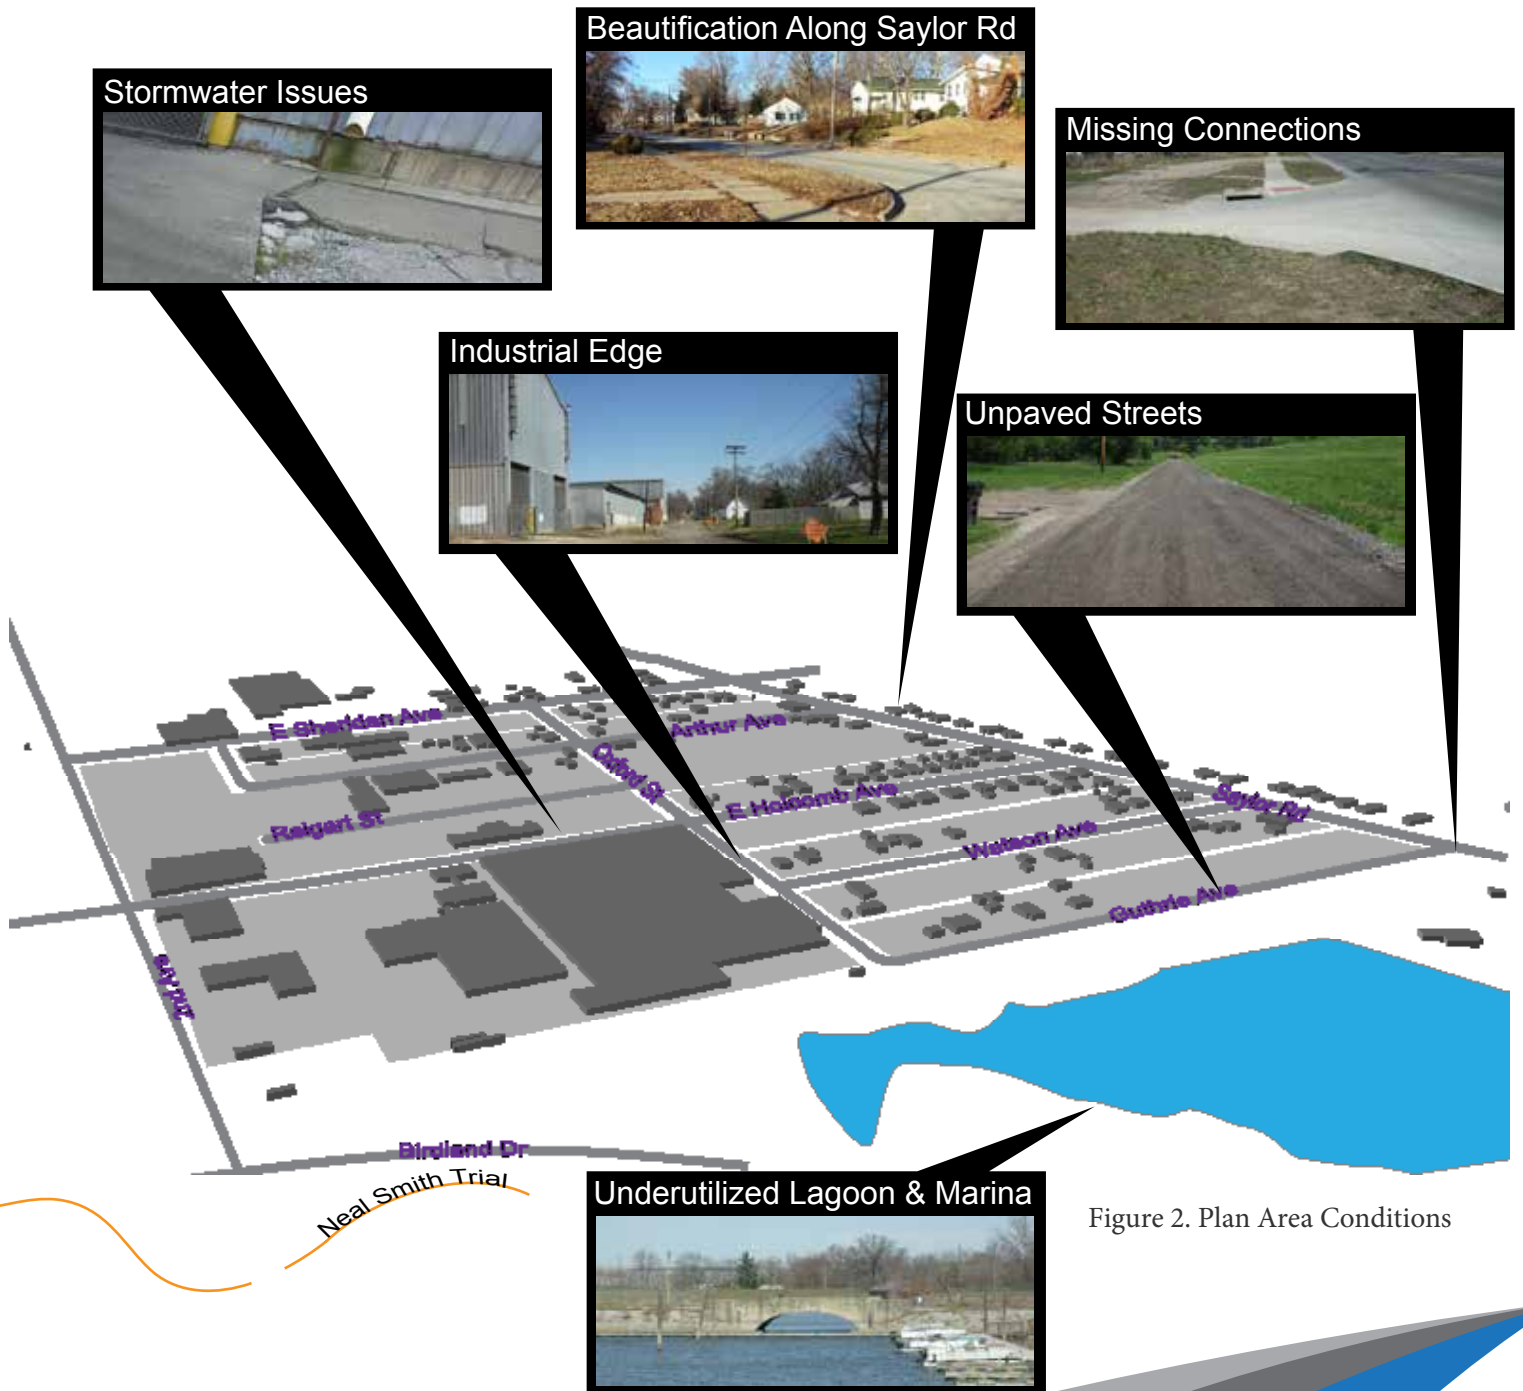 Beautification Along Saylor Rd
Stormwater Issues
Missing Connections
Industrial Edge
Unpaved Streets
E Sheridan Ave
Arthur Ave
Oxford St
E Holcomb Ave
Saylor Rd
Reigart St
Watson Ave
Guthrie Ave
2nd Ave
Birdland Dr
Neal Smith Trial
Underutilized Lagoon & Marina
Figure 2. Plan Area Conditions